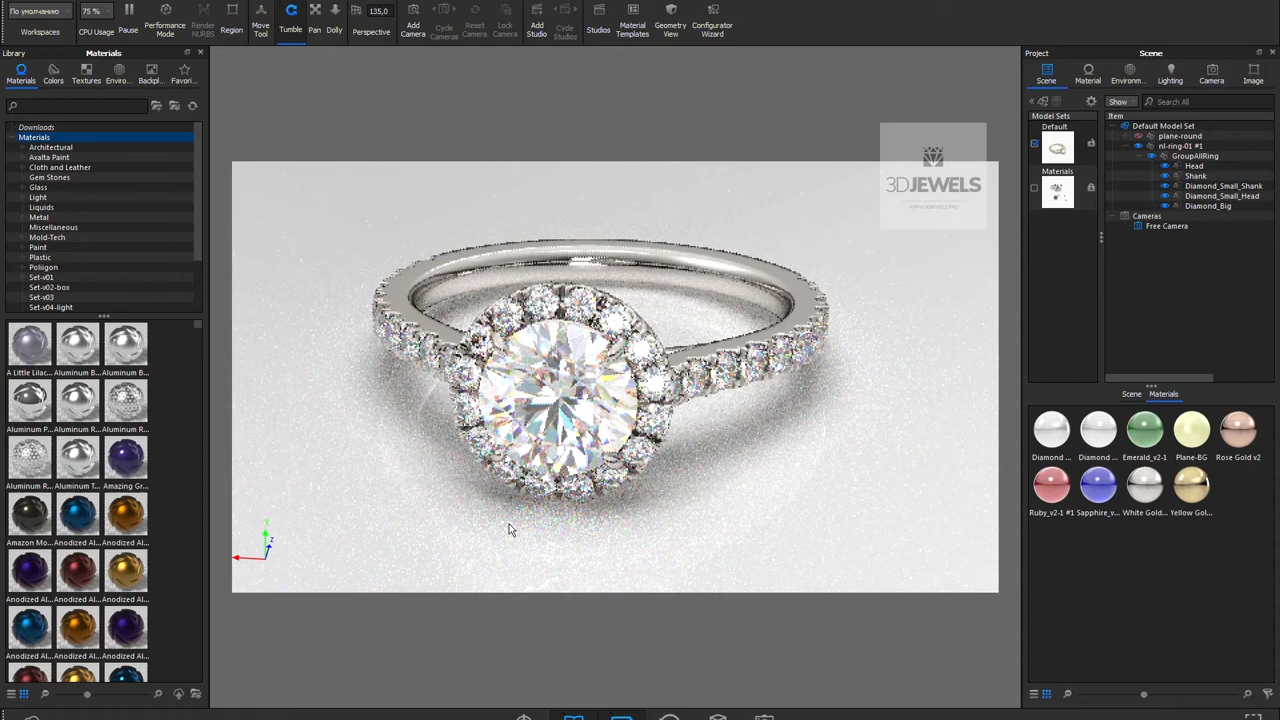 По умолчанию
75 %
135,0
Workspaces
CPU Usage
Pause
Performance
Mode
Render
NURBS
Region
Move
Tool
Tumble
Pan
Dolly
Perspective
Add
Camera
Cycle
Cameras
Reset
Camera
Lock
Camera
Add
Studio
Cycle
Studios
Studios
Material
Templates
Geometry
View
Configurator
Wizard
Library
Materials
Materials
Colors
Textures
Enviro...
Backpl...
Favori...
Downloads
Materials
Architectural
Axalta Paint
Cloth and Leather
Gem Stones
Glass
Light
Liquids
Metal
Miscellaneous
Mold-Tech
Paint
Plastic
Poliigon
Set-v01
Set-v02-box
Set-v03
Set-v04-light
A Little Lilac...
Aluminum B...
Aluminum B...
Aluminum P...
Aluminum R...
Aluminum R...
Aluminum R...
Aluminum T...
Amazing Gr...
Amazon Mo...
Anodized Al...
Anodized Al...
Anodized Al...
Anodized Al...
Anodized Al...
Anodized Al...
Anodized Al...
Anodized Al...
3DJEWELS
Y
Z
Project
Scene
Scene
Material
Environm...
Lighting
Camera
Image
Show
Search All
Model Sets
Default
Materials
Item
Default Model Set
plane-round
nl-ring-01 #1
GroupAllRing
Head
Shank
Diamond_Small_Shank
Diamond_Small_Head
Diamond_Big
Cameras
Free Camera
Scene
Materials
Diamond ...
Diamond ...
Emerald_v2-1
Plane-BG
Rose Gold v2
Ruby_v2-1 #1
Sapphire_v...
White Gold...
Yellow Gol...